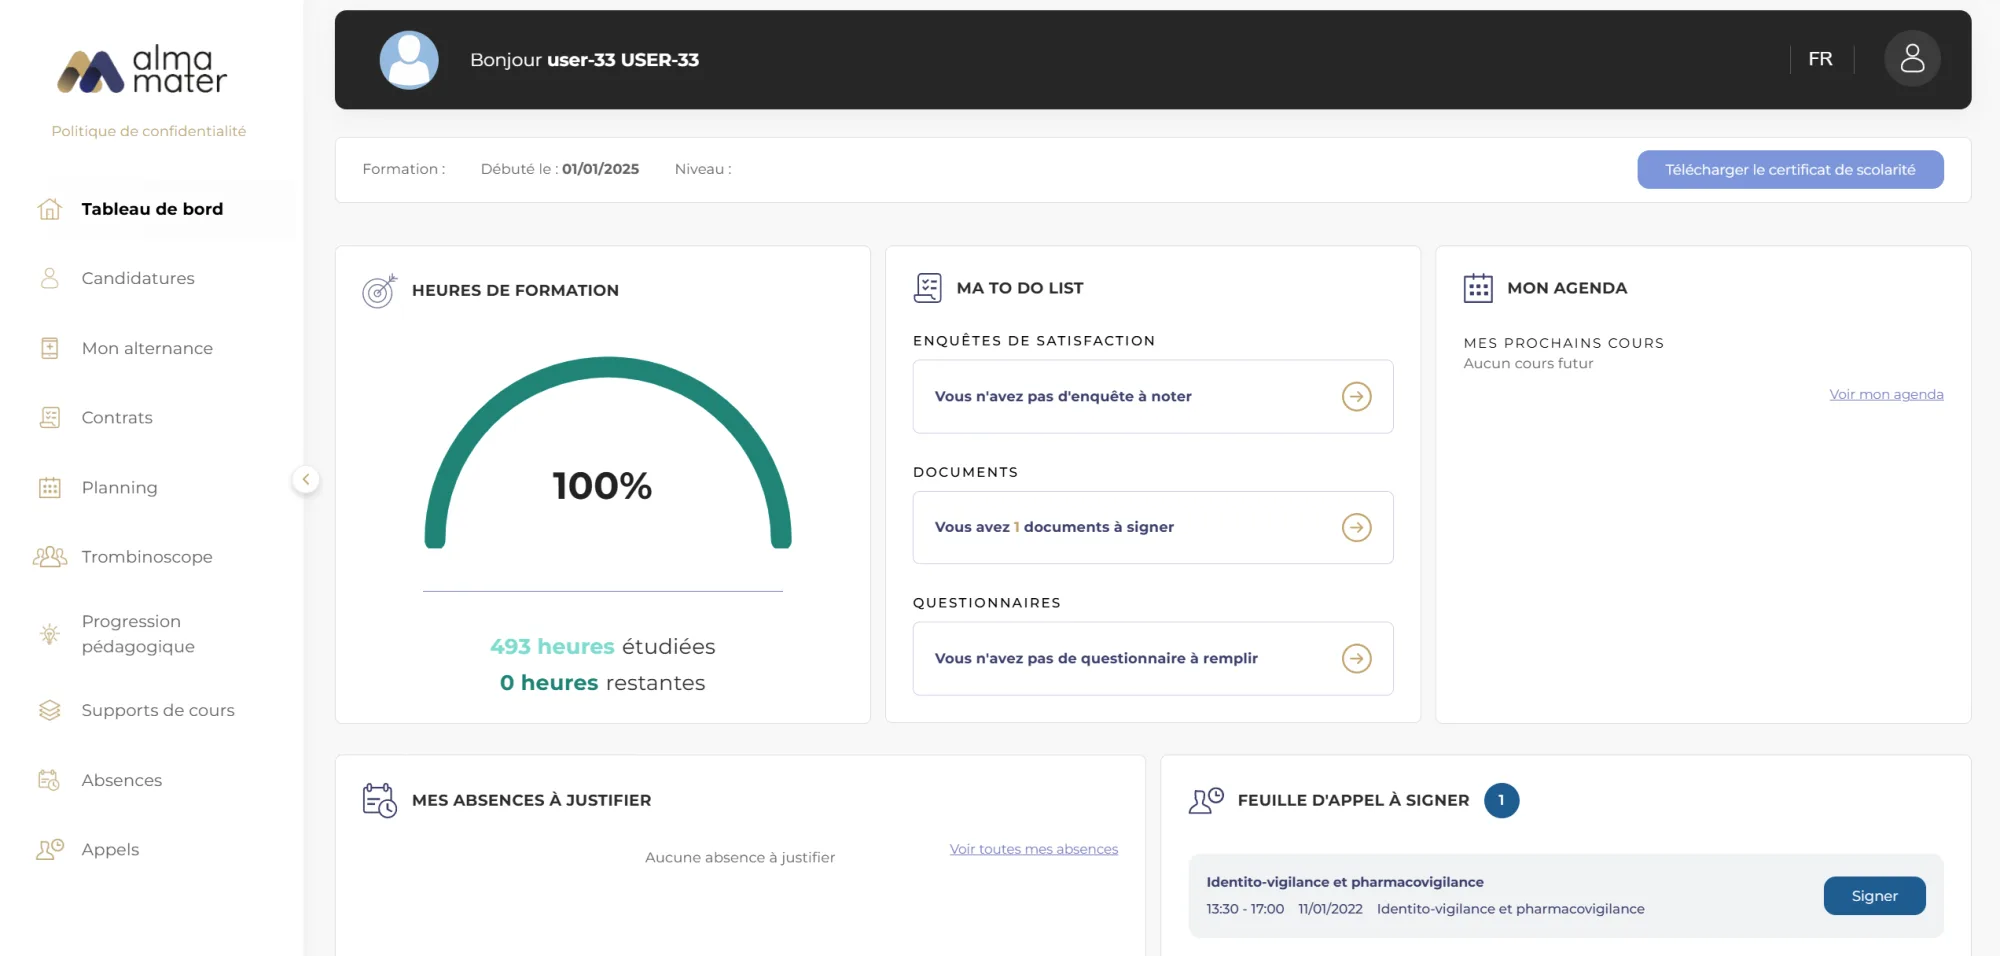 alma
mater
Politique de confidentialité
Tableau de bord
Candidatures
Mon alternance
Contrats
Planning
Trombinoscope
Progression
pédagogique
Supports de cours
Absences
Appels
Bonjour user-33 USER-33
FR
Formation : Débuté le : 01/01/2025 Niveau :
Télécharger le certificat de scolarité
HEURES DE FORMATION
100%
493 heures étudiées
0 heures restantes
MA TO DO LIST
ENQUÊTES DE SATISFACTION
Vous n'avez pas d'enquête à noter
DOCUMENTS
Vous avez 1 documents à signer
QUESTIONNAIRES
Vous n'avez pas de questionnaire à remplir
MON AGENDA
MES PROCHAINS COURS
Aucun cours futur
Voir mon agenda
MES ABSENCES À JUSTIFIER
Voir toutes mes absences
Aucune absence à justifier
FEUILLE D'APPEL À SIGNER 1
Identito-vigilance et pharmacovigilance
13:30 - 17:00 11/01/2022 Identito-vigilance et pharmacovigilance
Signer